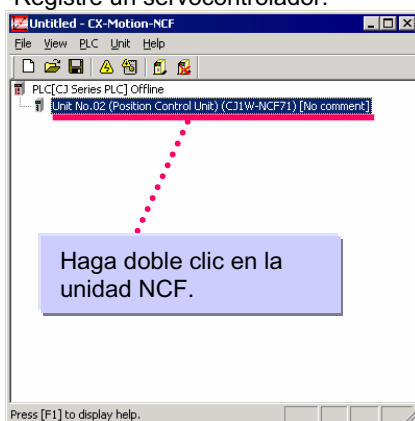 Registre un servocontrolador.
Untitled - CX-Motion-NCF
File View PLC Unit Help
PLC[CJ Series PLC] Offline
Unit No.02 (Position Control Unit) (CJ1W-NCF71) [No comment]
Haga doble clic en la
unidad NCF.
Press [F1] to display help.